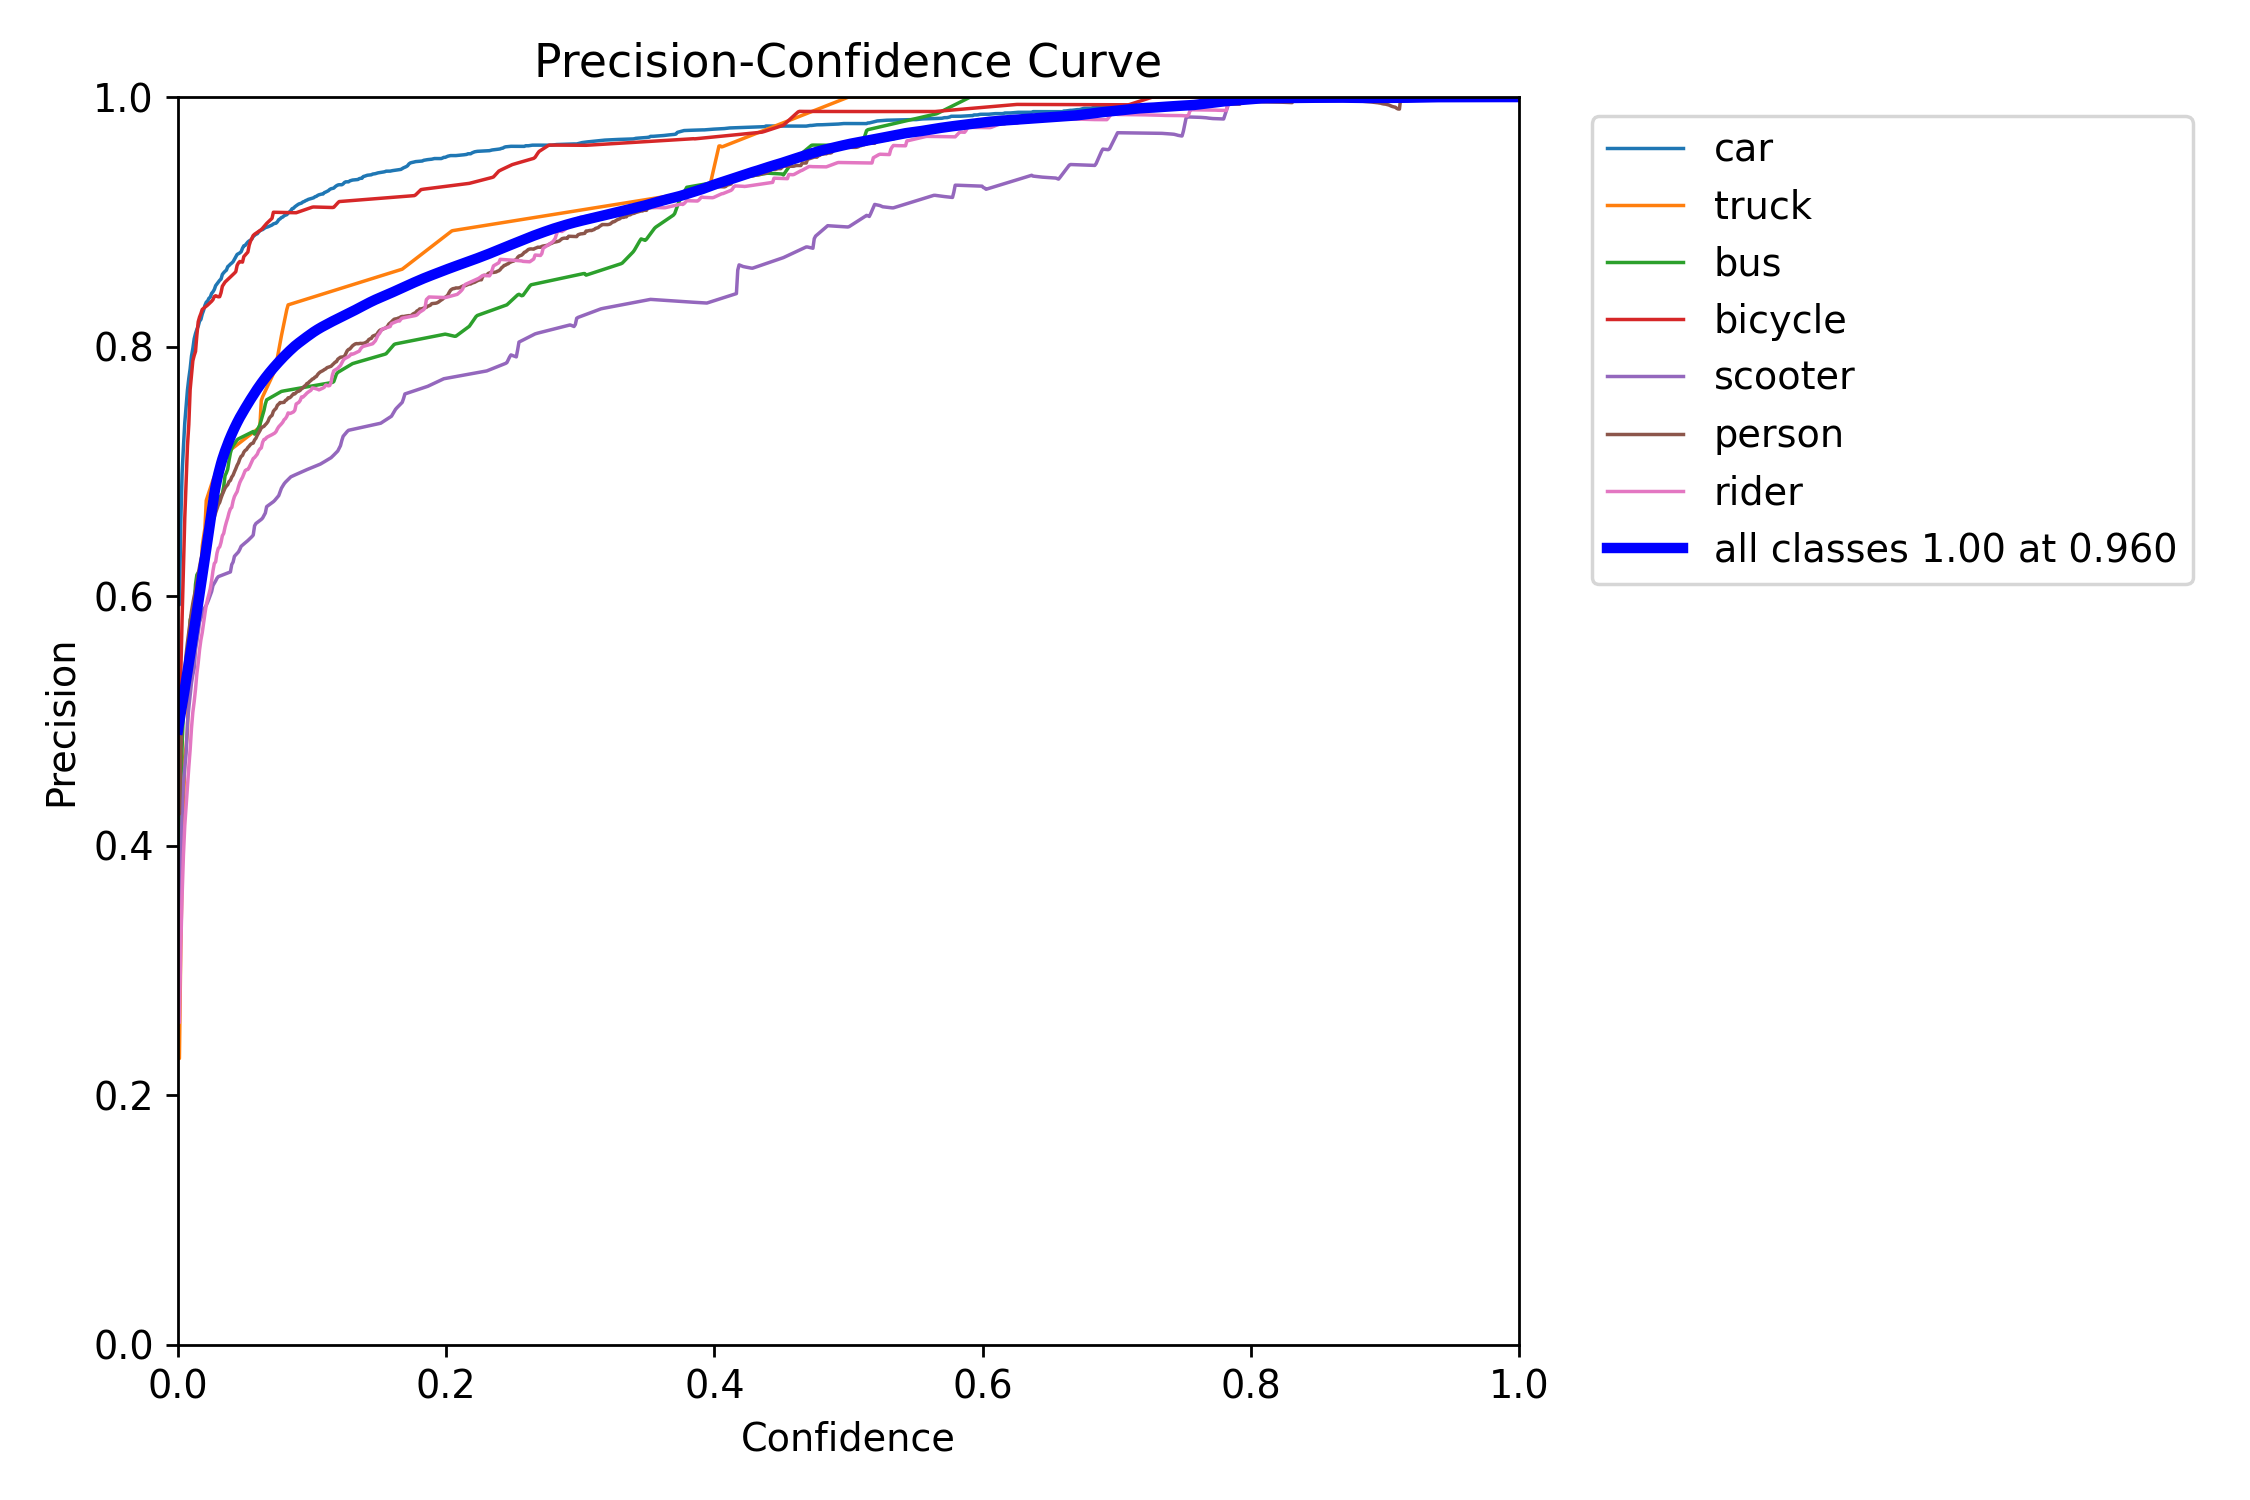 Precision-Confidence Curve
1.0
0.8
0.6
0.4
0.2
0.0
Precision
0.0 0.2 0.4 0.6 0.8 1.0
Confidence
car
truck
bus
bicycle
scooter
person
rider
all classes 1.00 at 0.960